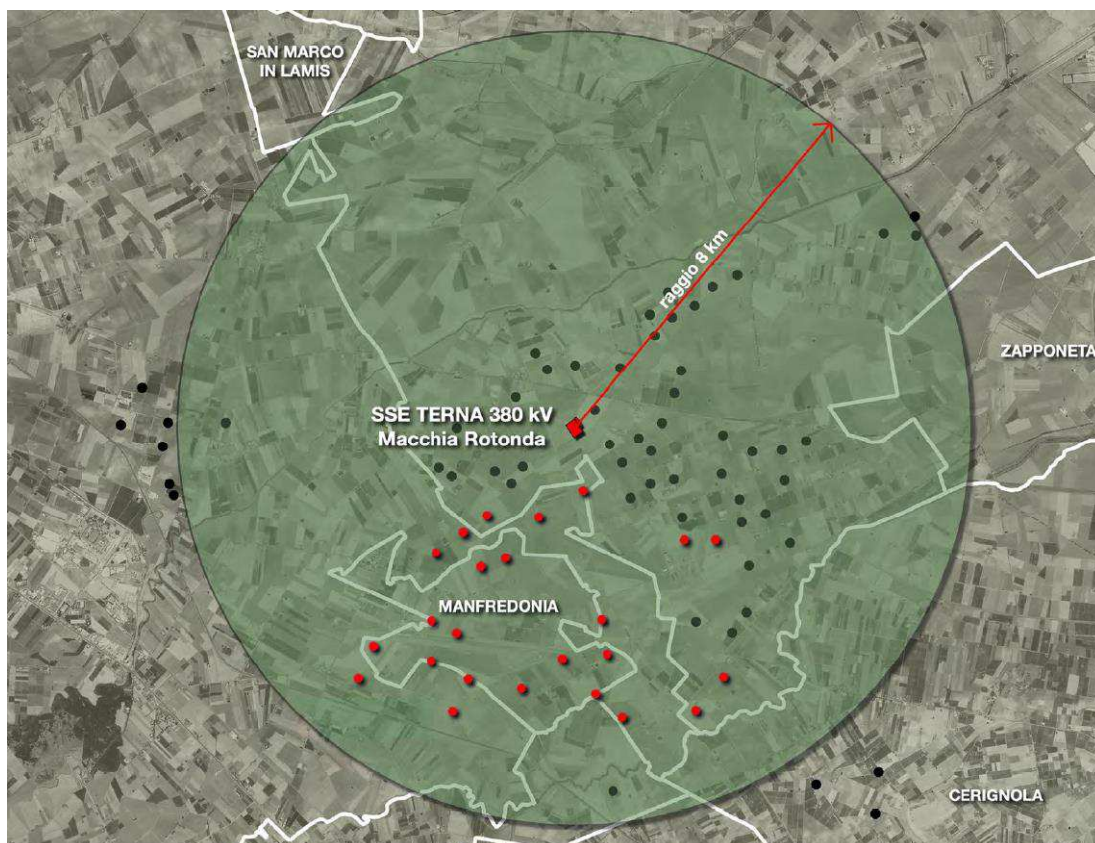 SAN MARCO
IN LAMIS
raggio 8 km
ZAPPONETA
SSE TERNA 380 kV
Macchia Rotonda
MANFREDONIA
CERIGNOLA